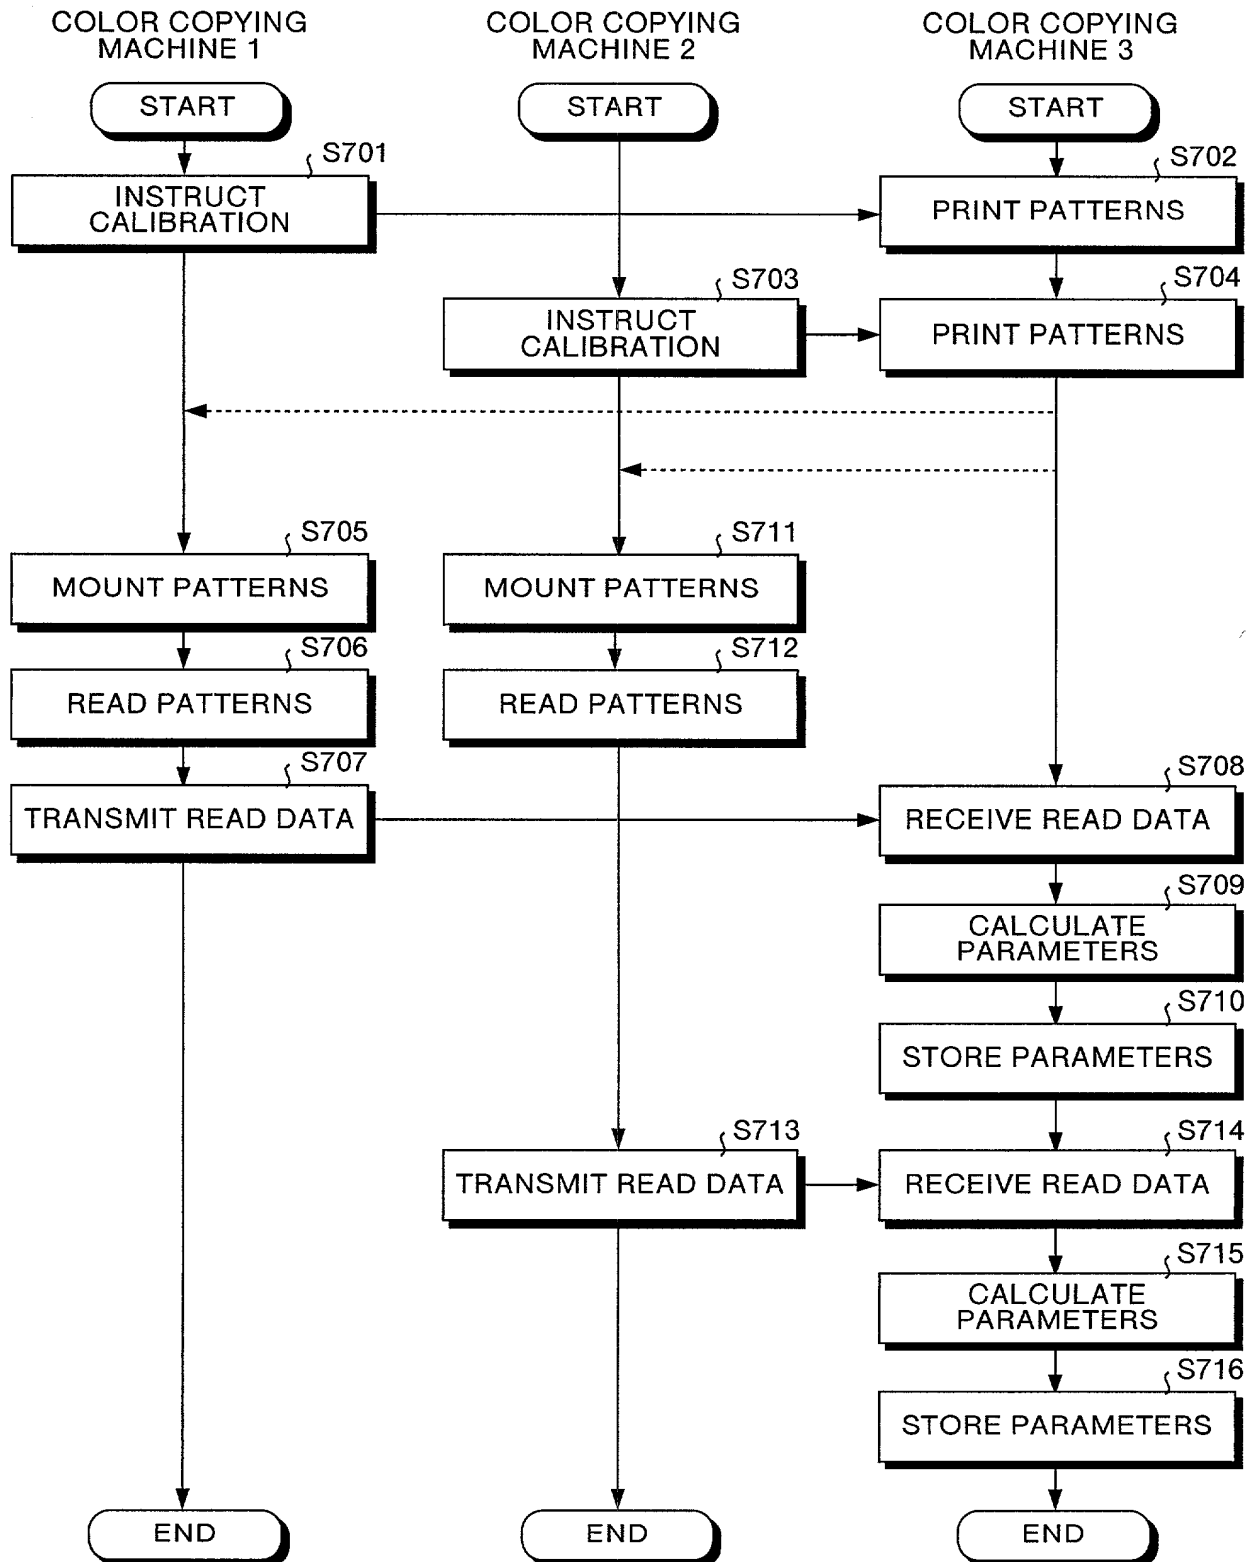 COLOR COPYING
MACHINE 1
COLOR COPYING
MACHINE 2
COLOR COPYING
MACHINE 3
START
START
START
S701
INSTRUCT
CALIBRATION
S702
PRINT PATTERNS
S703
INSTRUCT
CALIBRATION
S704
PRINT PATTERNS
S705
MOUNT PATTERNS
S711
MOUNT PATTERNS
S706
READ PATTERNS
S712
READ PATTERNS
S707
TRANSMIT READ DATA
S708
RECEIVE READ DATA
S709
CALCULATE
PARAMETERS
S710
STORE PARAMETERS
S713
TRANSMIT READ DATA
S714
RECEIVE READ DATA
S715
CALCULATE
PARAMETERS
S716
STORE PARAMETERS
END
END
END